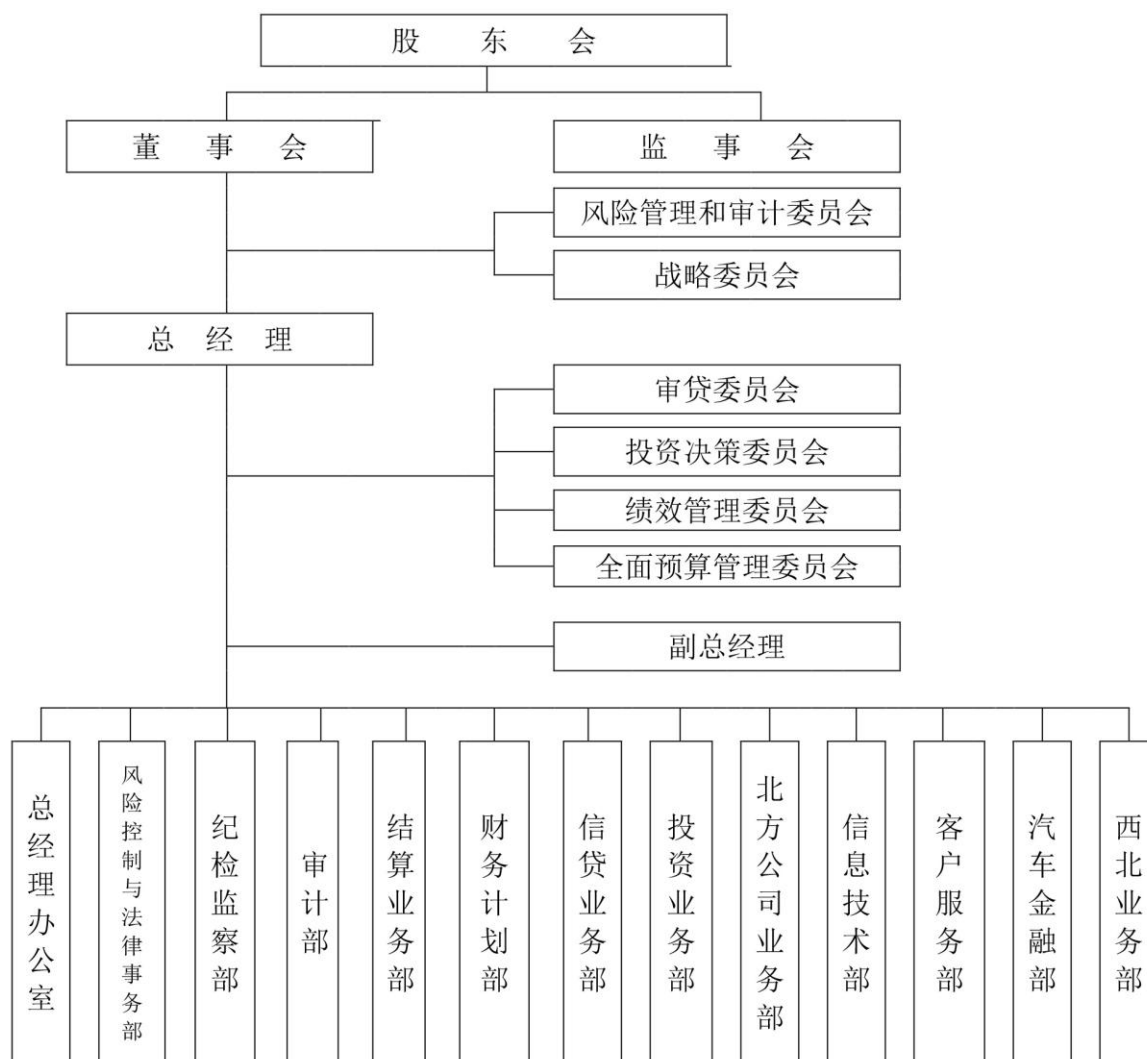 股东会
董事会
监事会
风险管理和审计委员会
战略委员会
总经理
审贷委员会
投资决策委员会
绩效管理委员会
全面预算管理委员会
副总经理
总经理办公室
风险控制与法律事务部
纪检监察部
审计部
结算业务部
财务计划部
信贷业务部
投资业务部
北方公司业务部
信息技术部
客户服务部
汽车金融部
西北业务部